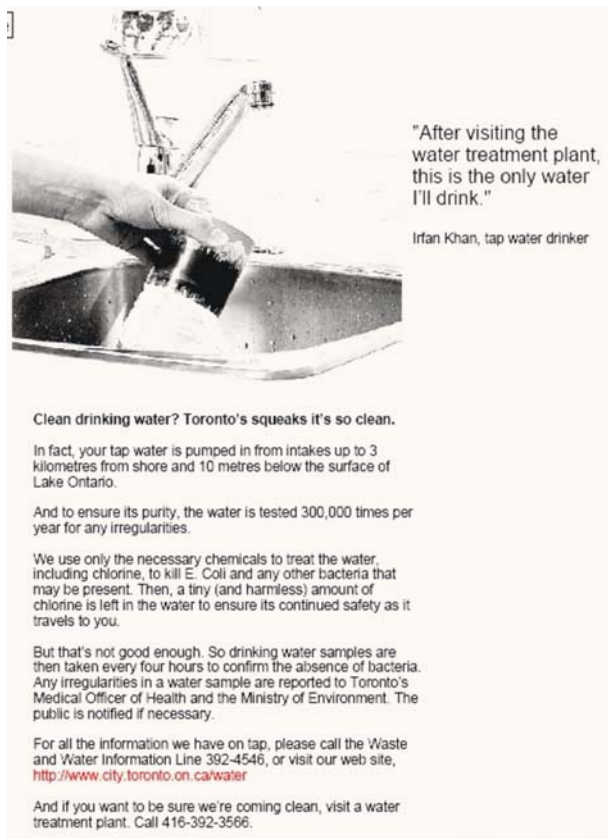 "After visiting the
water treatment plant,
this is the only water
I'll drink."
Irfan Khan, tap water drinker
Clean drinking water? Toronto's squeaks it's so clean.
In fact, your tap water is pumped in from intakes up to 3
kilometres from shore and 10 metres below the surface of
Lake Ontario.
And to ensure its purity, the water is tested 300,000 times per
year for any irregularities.
We use only the necessary chemicals to treat the water,
including chlorine, to kill E. Coli and any other bacteria that
may be present. Then, a tiny (and harmless) amount of
chlorine is left in the water to ensure its continued safety as it
travels to you.
But that's not good enough. So drinking water samples are
then taken every four hours to confirm the absence of bacteria.
Any irregularities in a water sample are reported to Toronto's
Medical Officer of Health and the Ministry of Environment. The
public is notified if necessary.
For all the information we have on tap, please call the Waste
and Water Information Line 392-4546, or visit our web site,
http://www.city.toronto.on.ca/water
And if you want to be sure we're coming clean, visit a water
treatment plant. Call 416-392-3566.